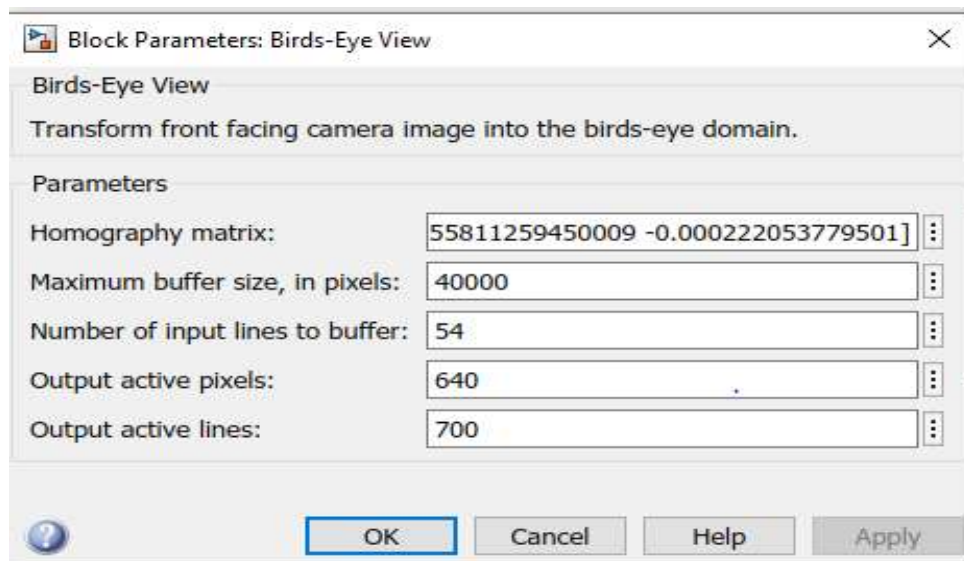 Block Parameters: Birds-Eye View
Birds-Eye View
Transform front facing camera image into the birds-eye domain.
Parameters
Homography matrix: 55811259450009 -0.000222053779501]
Maximum buffer size, in pixels: 40000
Number of input lines to buffer: 54
Output active pixels: 640
Output active lines: 700
OK Cancel Help Apply